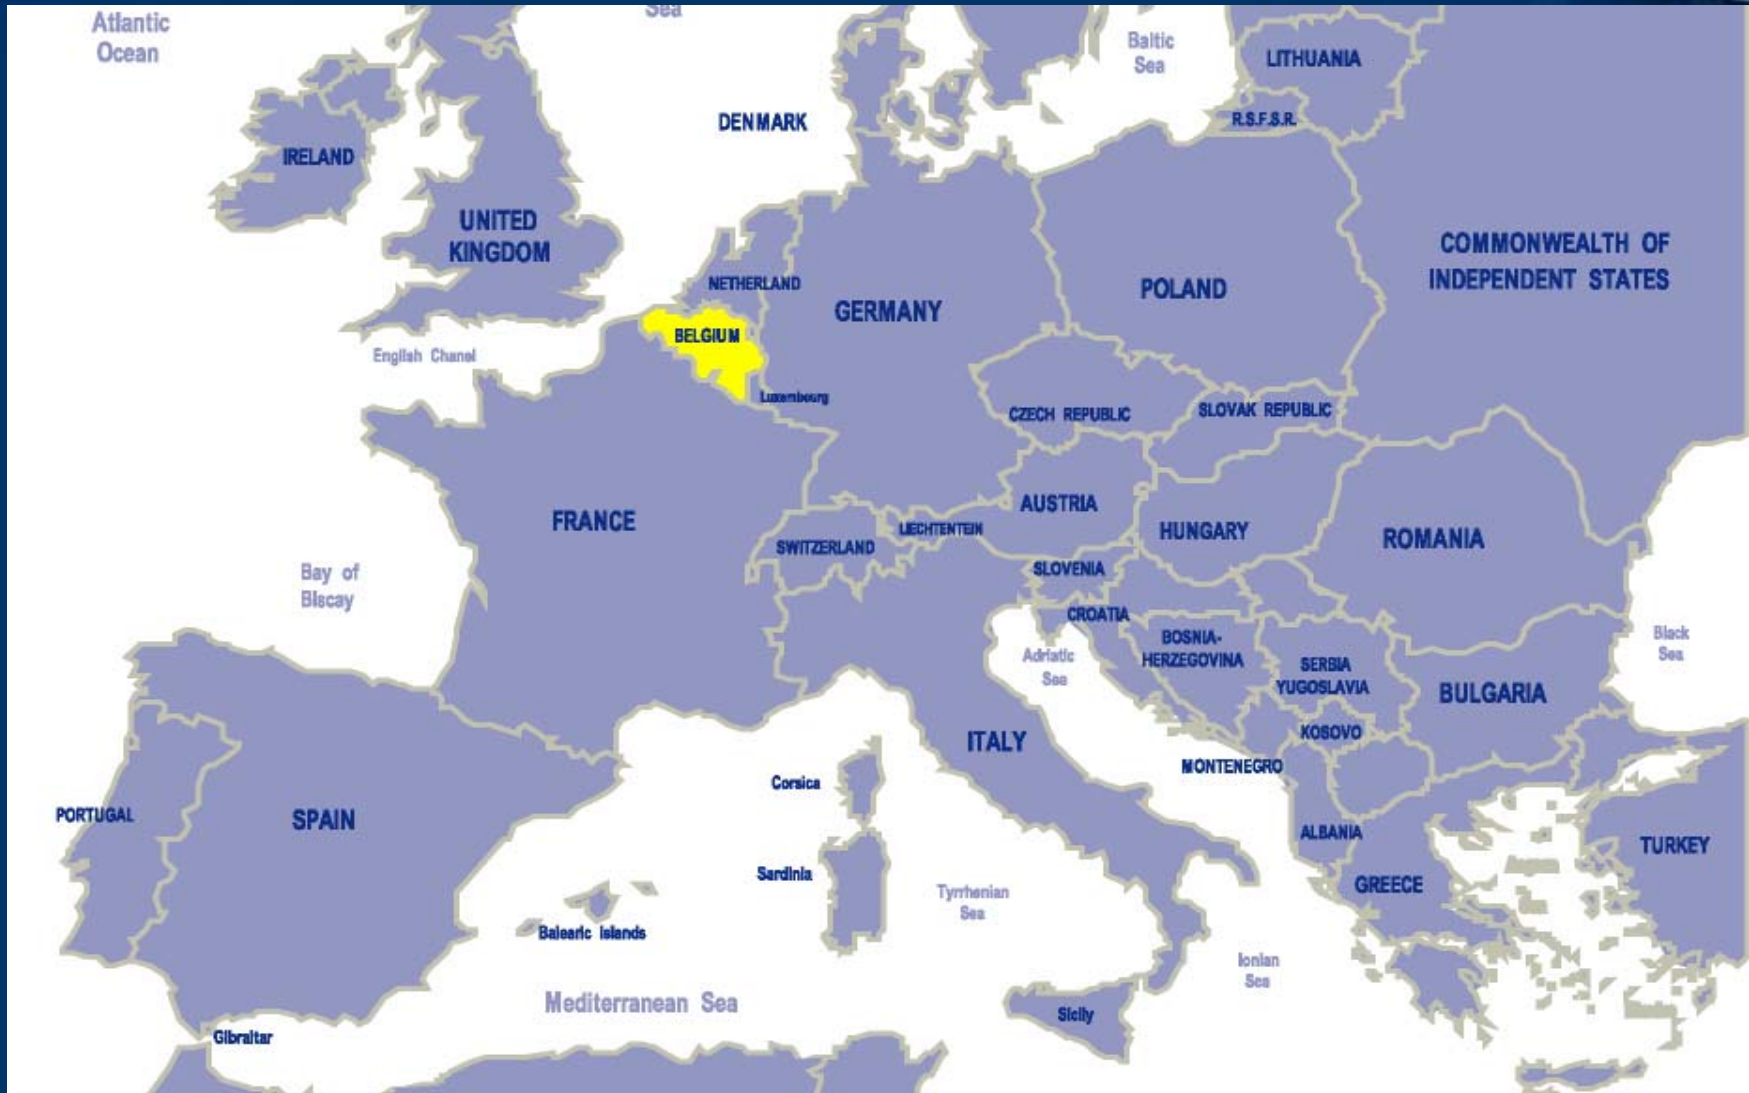 Atlantic
Ocean
Sea
Baltic
Sea
LITHUANIA
R.S.F.S.R.
DENMARK
IRELAND
UNITED
KINGDOM
COMMONWEALTH OF
INDEPENDENT STATES
NETHERLAND
GERMANY
POLAND
BELGIUM
English Chanel
Luxembourg
CZECH REPUBLIC
SLOVAK REPUBLIC
FRANCE
AUSTRIA
LIECHTENTEIN
SWITZERLAND
HUNGARY
ROMANIA
SLOVENIA
Bay of
Biscay
CROATIA
BOSNIA-
HERZEGOVINA
Adriatic
Sea
SERBIA
YUGOSLAVIA
Black
Sea
BULGARIA
KOSOVO
ITALY
MONTENEGRO
Corsica
PORTUGAL
SPAIN
ALBANIA
TURKEY
Sardinia
GREECE
Tyrrhenian
Sea
Balearic Islands
Ionian
Sea
Mediterranean Sea
Sicily
Gibraltar